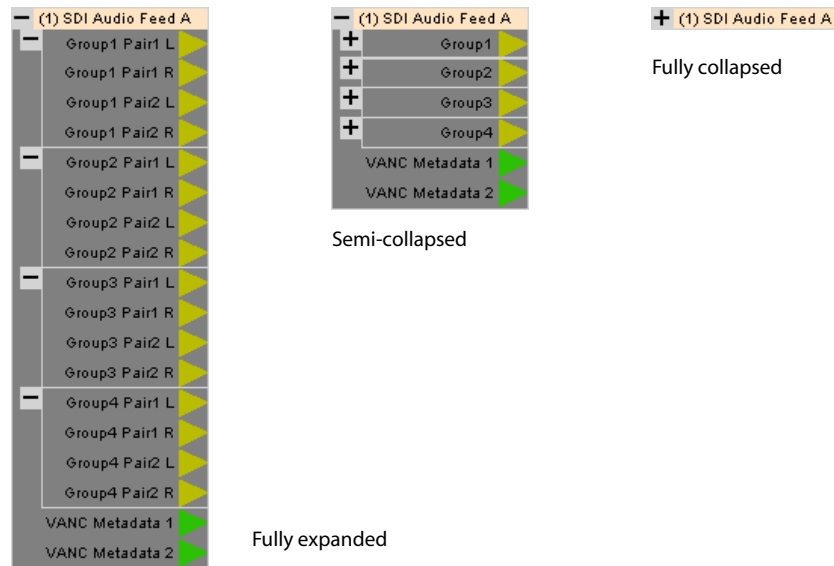 (1) SDI Audio Feed A
Group1 Pair1 L
Group1 Pair1 R
Group1 Pair2 L
Group1 Pair2 R
Group2 Pair1 L
Group2 Pair1 R
Group2 Pair2 L
Group2 Pair2 R
Group3 Pair1 L
Group3 Pair1 R
Group3 Pair2 L
Group3 Pair2 R
Group4 Pair1 L
Group4 Pair1 R
Group4 Pair2 L
Group4 Pair2 R
VANC Metadata 1
VANC Metadata 2
Fully expanded
(1) SDI Audio Feed A
Group1
Group2
Group3
Group4
VANC Metadata 1
VANC Metadata 2
Semi-collapsed
(1) SDI Audio Feed A
Fully collapsed